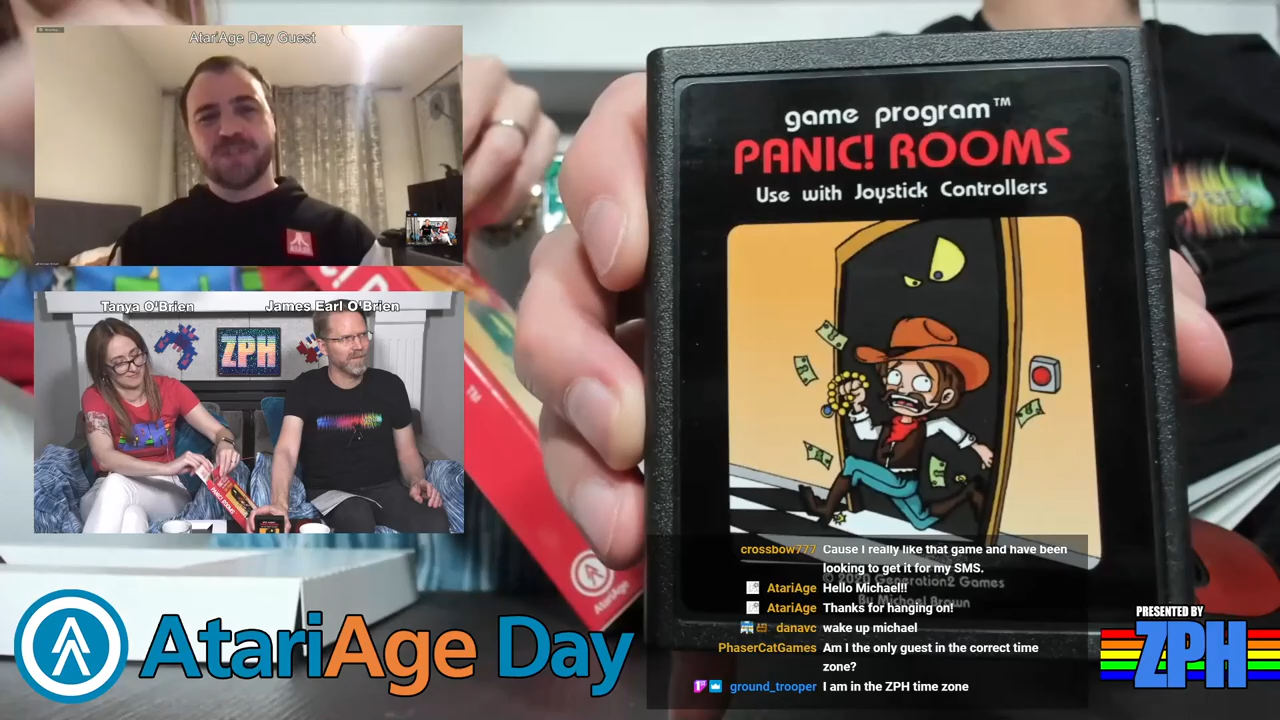 AtariAge Day Guest
Tanya O'Brien
James Earl O'Brien
ZPH
game program™
PANIC! ROOMS
Use with Joystick Controllers
© 2020 Generation2 Games
By Michael Brown
crossbow777 Cause I really like that game and have been
looking to get it for my SMS.
AtariAge Hello Michael!!
AtariAge Thanks for hanging on!
danavc wake up michael
PhaserCatGames Am I the only guest in the correct time
zone?
ground_trooper I am in the ZPH time zone
AtariAge
AtariAge Day
PRESENTED BY
ZPH